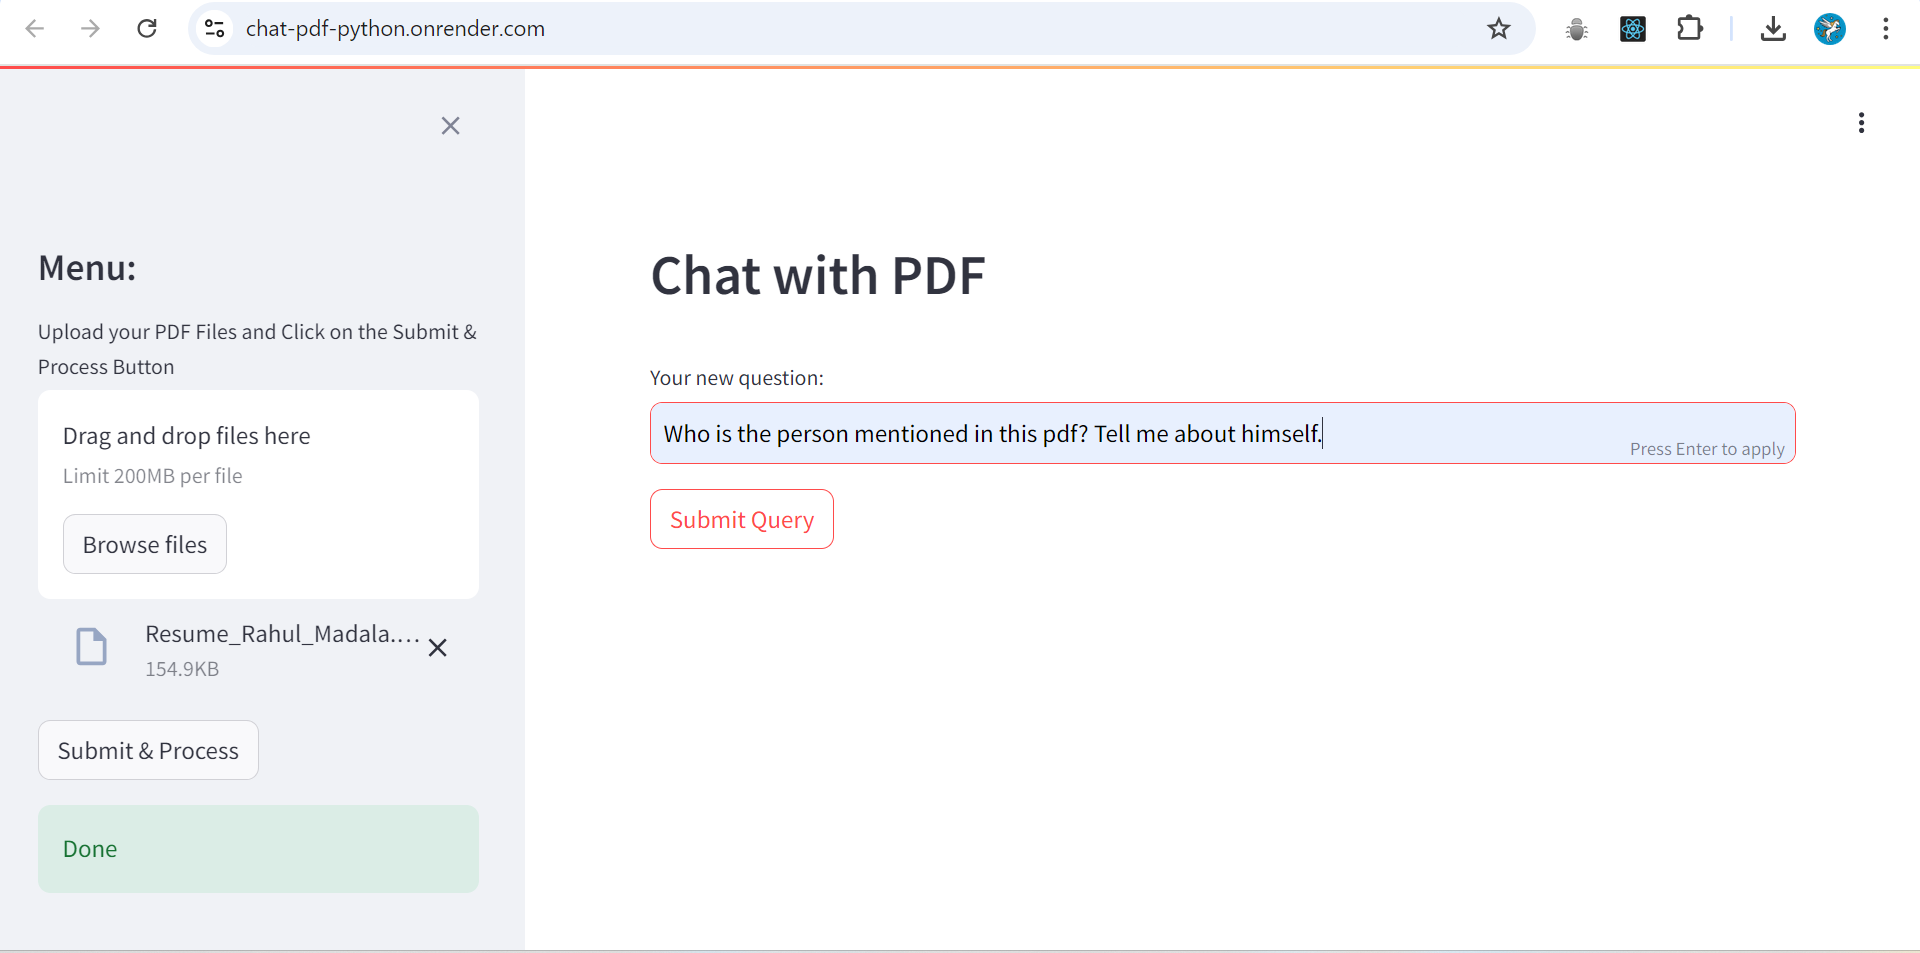 chat-pdf-python.onrender.com
Menu:
Upload your PDF Files and Click on the Submit &
Process Button
Drag and drop files here
Limit 200MB per file
Browse files
Resume_Rahul_Madala....
154.9KB
Submit & Process
Done
Chat with PDF
Your new question:
Who is the person mentioned in this pdf? Tell me about himself.
Press Enter to apply
Submit Query